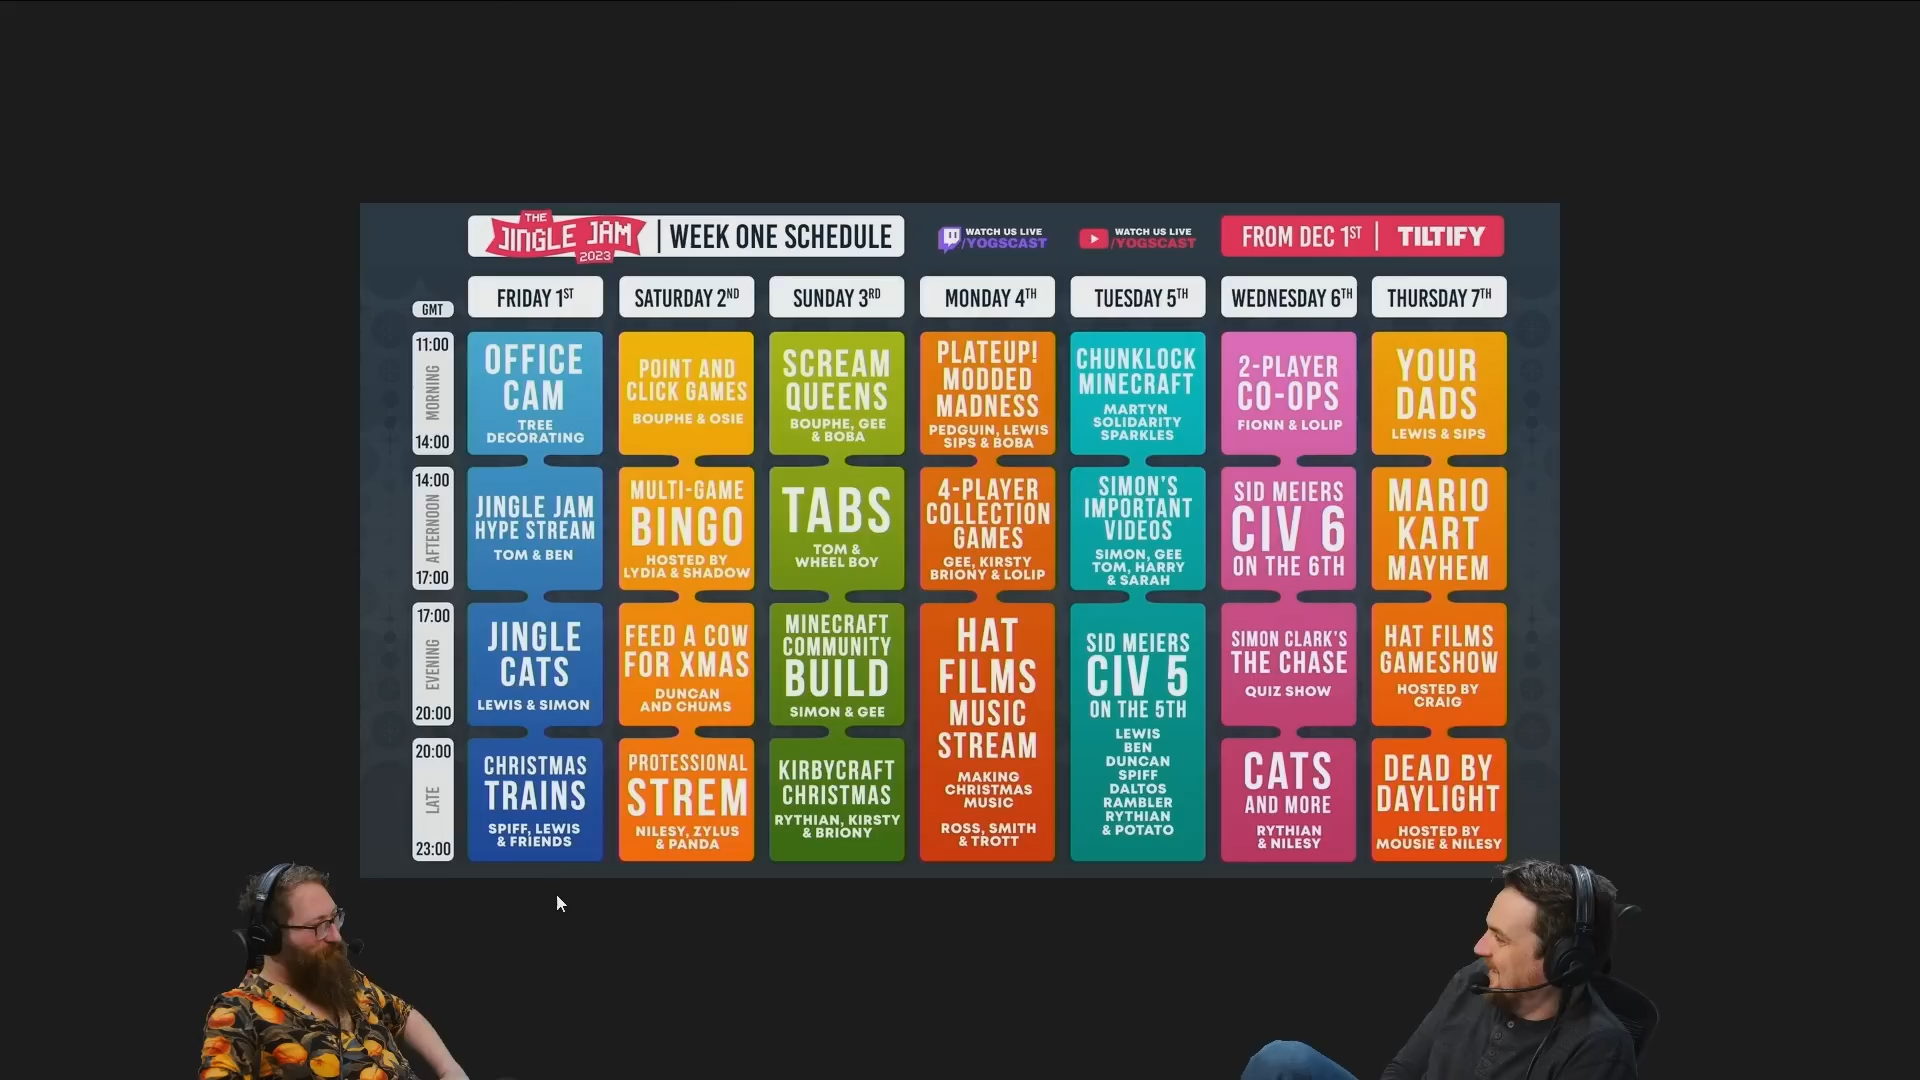 THE
JINGLE JAM
2023
WEEK ONE SCHEDULE
WATCH US LIVE
/YOGSCAST
WATCH US LIVE
/YOGSCAST
FROM DEC 1ST
TILTIFY
GMT
FRIDAY 1ST
SATURDAY 2ND
SUNDAY 3RD
MONDAY 4TH
TUESDAY 5TH
WEDNESDAY 6TH
THURSDAY 7TH
11:00
MORNING
14:00
OFFICE
CAM
TREE
DECORATING
POINT AND
CLICK GAMES
BOUPHE & OSIE
SCREAM
QUEENS
BOUPHE, GEE
& BOBA
PLATEUP!
MODDED
MADNESS
PEDGUIN, LEWIS
SIPS & BOBA
CHUNKLOCK
MINECRAFT
MARTYN
SOLIDARITY
SPARKLES
2-PLAYER
CO-OPS
FIONN & LOLIP
YOUR
DADS
LEWIS & SIPS
14:00
AFTERNOON
17:00
JINGLE JAM
HYPE STREAM
TOM & BEN
MULTI-GAME
BINGO
HOSTED BY
LYDIA & SHADOW
TABS
TOM &
WHEEL BOY
4-PLAYER
COLLECTION
GAMES
GEE, KIRSTY
BRIONY & LOLIP
SIMON'S
IMPORTANT
VIDEOS
SIMON, GEE
TOM, HARRY
& SARAH
SID MEIERS
CIV 6
ON THE 6TH
MARIO
KART
MAYHEM
17:00
EVENING
20:00
JINGLE
CATS
LEWIS & SIMON
FEED A COW
FOR XMAS
DUNCAN
AND CHUMS
MINECRAFT
COMMUNITY
BUILD
SIMON & GEE
HAT
FILMS
MUSIC
STREAM
MAKING
CHRISTMAS
MUSIC
ROSS, SMITH
& TROTT
SID MEIERS
CIV 5
ON THE 5TH
LEWIS
BEN
DUNCAN
SPIFF
DALTOS
RAMBLER
RYTHIAN
& POTATO
SIMON CLARK'S
THE CHASE
QUIZ SHOW
HAT FILMS
GAMESHOW
HOSTED BY
CRAIG
20:00
LATE
23:00
CHRISTMAS
TRAINS
SPIFF, LEWIS
& FRIENDS
PROTESSIONAL
STREM
NILESY, ZYLUS
& PANDA
KIRBYCRAFT
CHRISTMAS
RYTHIAN, KIRSTY
& BRIONY
CATS
AND MORE
RYTHIAN
& NILESY
DEAD BY
DAYLIGHT
HOSTED BY
MOUSIE & NILESY